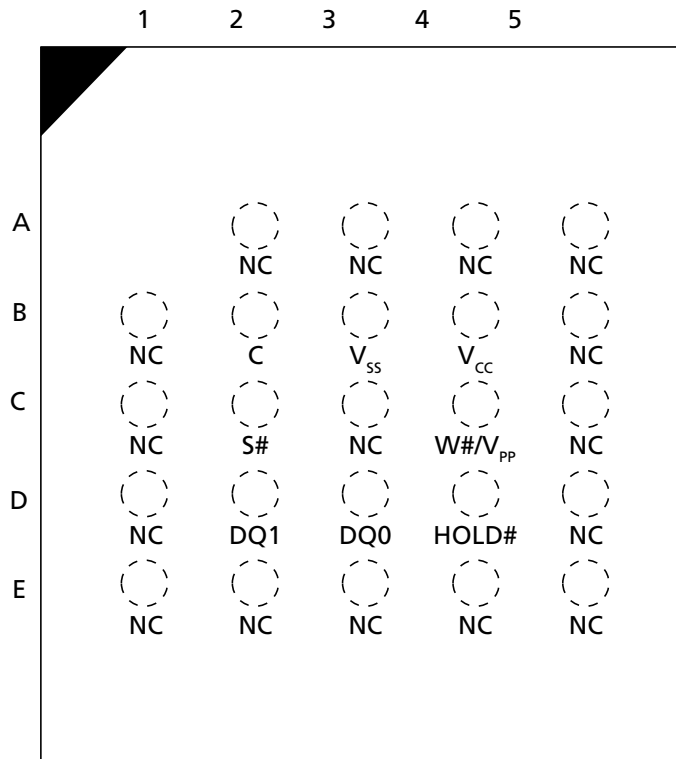 1 2 3 4 5
A
NC NC NC NC
B
NC C VSS VCC NC
C
NC S# NC W#/VPP NC
D
NC DQ1 DQ0 HOLD# NC
E
NC NC NC NC NC